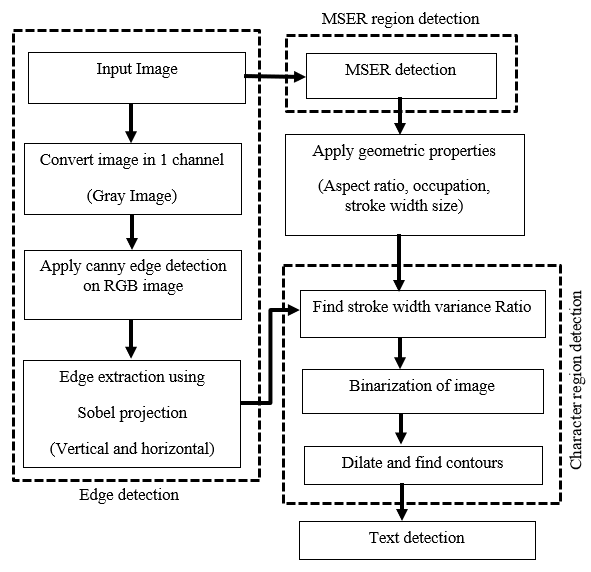 MSER region detection
Input Image
MSER detection
Convert image in 1 channel
(Gray Image)
Apply geometric properties
(Aspect ratio, occupation,
stroke width size)
Apply canny edge detection
on RGB image
Find stroke width variance Ratio
Edge extraction using
Sobel projection
(Vertical and horizontal)
Binarization of image
Dilate and find contours
Character region detection
Edge detection
Text detection